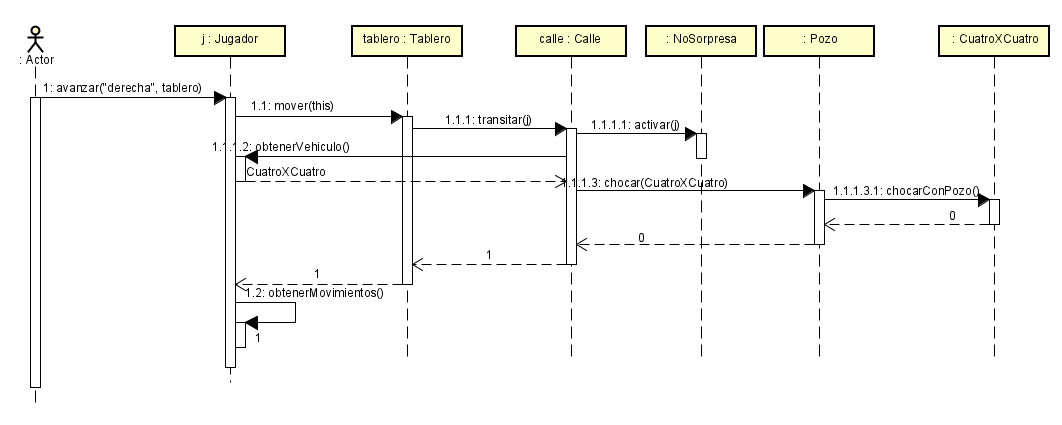 : Actor
j : Jugador
tablero : Tablero
calle : Calle
: NoSorpresa
: Pozo
: CuatroXCuatro
1: avanzar("derecha", tablero)
1.1: mover(this)
1.1.1: transitar(j)
1.1.1.1: activar(j)
1.1.1.2: obtenerVehiculo()
CuatroXCuatro
1.1.1.3: chocar(CuatroXCuatro)
1.1.1.3.1: chocarConPozo()
0
0
1
1
1.2: obtenerMovimientos()
1